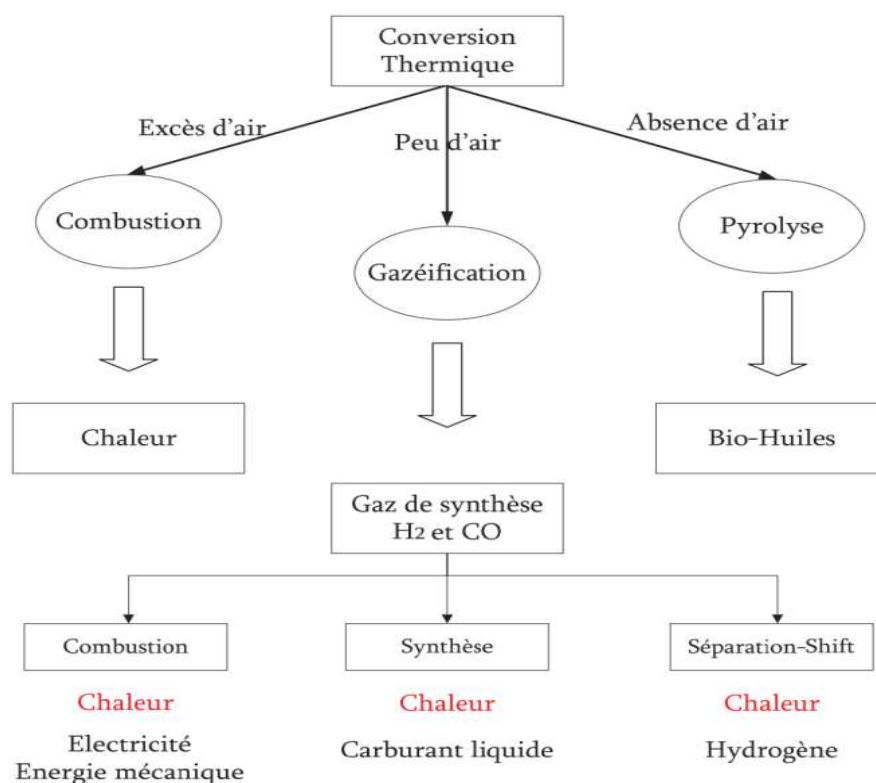 Conversion
Thermique
Excès d'air
Peu d'air
Absence d'air
Combustion
Gazéification
Pyrolyse
Chaleur
Bio-Huiles
Gaz de synthèse
H2 et CO
Combustion
Synthèse
Séparation-Shift
Chaleur
Chaleur
Chaleur
Electricité
Energie mécanique
Carburant liquide
Hydrogène